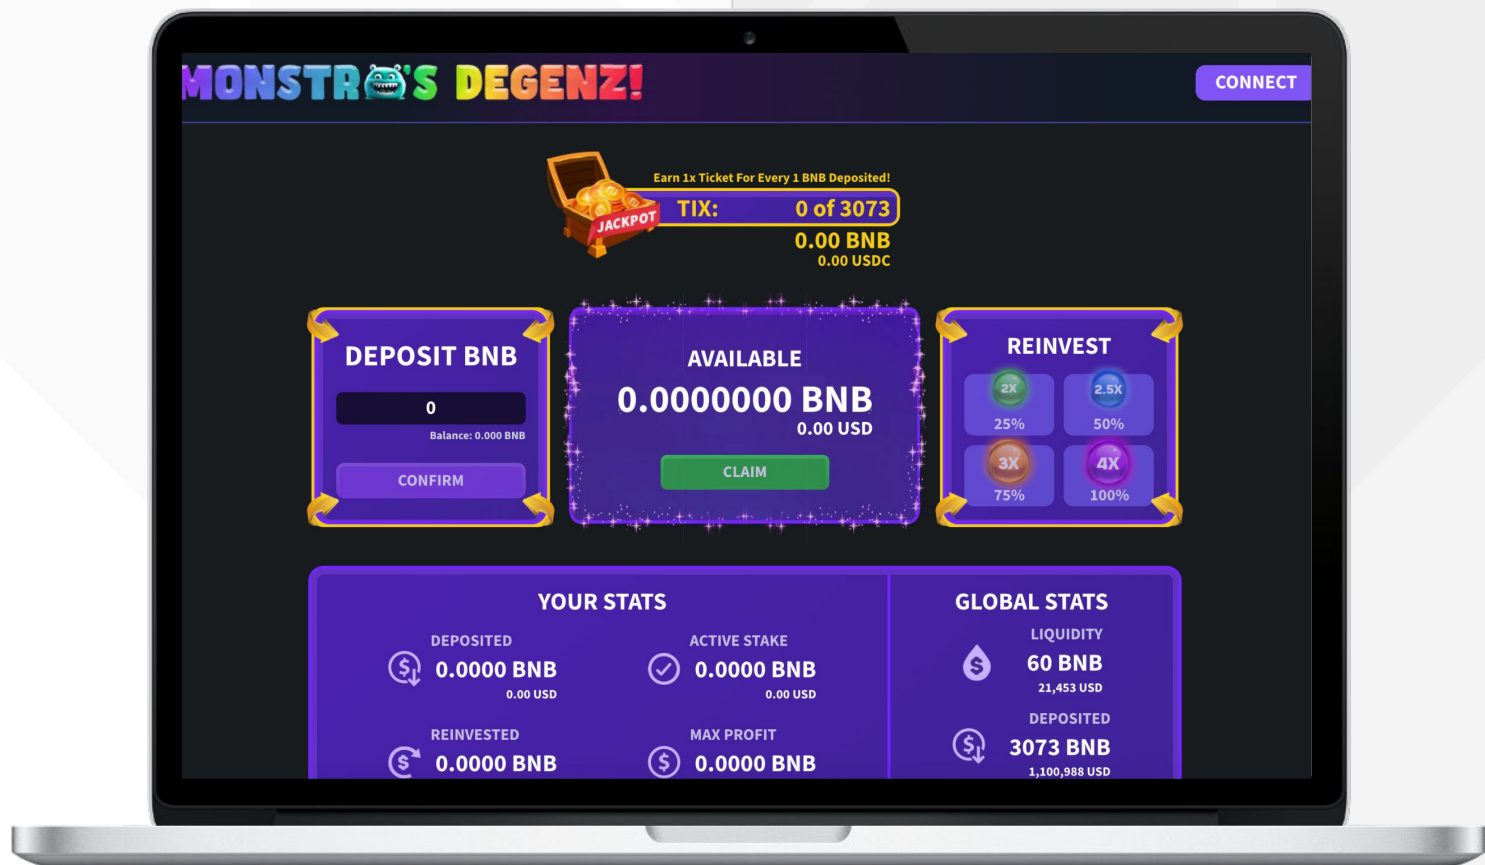 MONSTRO'S DEGENZ!
CONNECT
Earn 1x Ticket For Every 1 BNB Deposited!
JACKPOT
TIX: 0 of 3073
0.00 BNB
0.00 USDC
DEPOSIT BNB
0
Balance: 0.000 BNB
CONFIRM
AVAILABLE
0.0000000 BNB
0.00 USD
CLAIM
REINVEST
2X 2.5X
25% 50%
3X 4X
75% 100%
YOUR STATS
DEPOSITED
0.0000 BNB
0.00 USD
ACTIVE STAKE
0.0000 BNB
0.00 USD
REINVESTED
0.0000 BNB
MAX PROFIT
0.0000 BNB
GLOBAL STATS
LIQUIDITY
60 BNB
21,453 USD
DEPOSITED
3073 BNB
1,100,988 USD